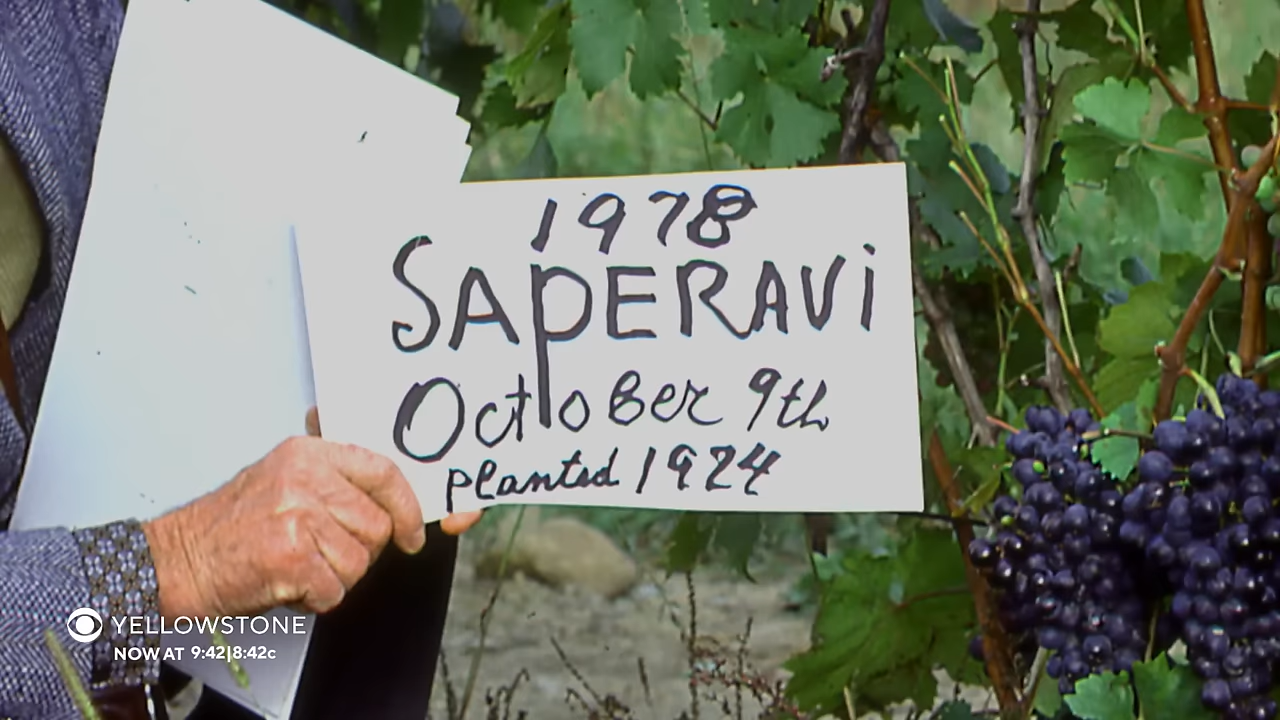 1978
SAPERAVi
October 9th
planted 1924
YELLOWSTONE
NOW AT 9:42|8:42c